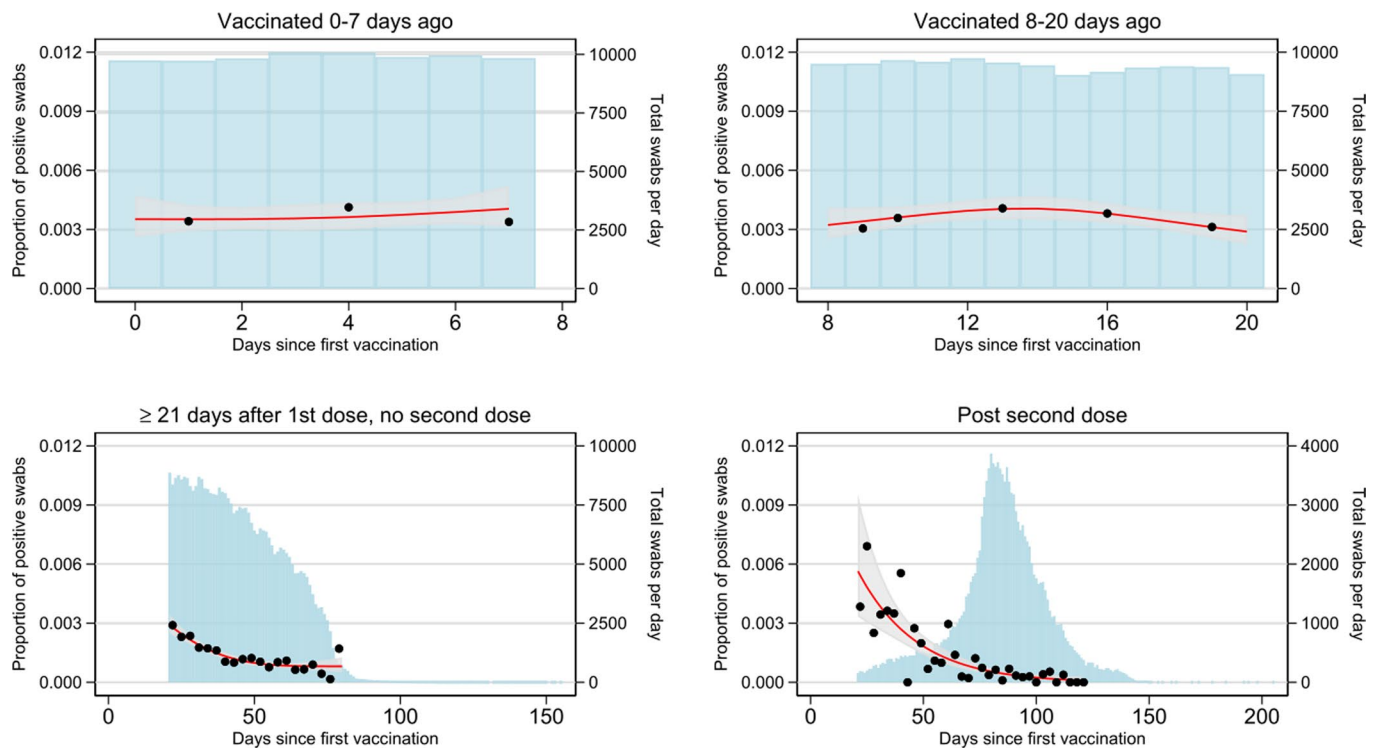 Vaccinated 0-7 days ago
Proportion of positive swabs
0.012
0.009
0.006
0.003
0.000
10000
7500
5000
2500
0
Total swabs per day
0 2 4 6 8
Days since first vaccination
Vaccinated 8-20 days ago
Proportion of positive swabs
0.012
0.009
0.006
0.003
0.000
10000
7500
5000
2500
0
Total swabs per day
8 12 16 20
Days since first vaccination
≥ 21 days after 1st dose, no second dose
Proportion of positive swabs
0.012
0.009
0.006
0.003
0.000
10000
7500
5000
2500
0
Total swabs per day
0 50 100 150
Days since first vaccination
Post second dose
Proportion of positive swabs
0.012
0.009
0.006
0.003
0.000
4000
3000
2000
1000
0
Total swabs per day
0 50 100 150 200
Days since first vaccination